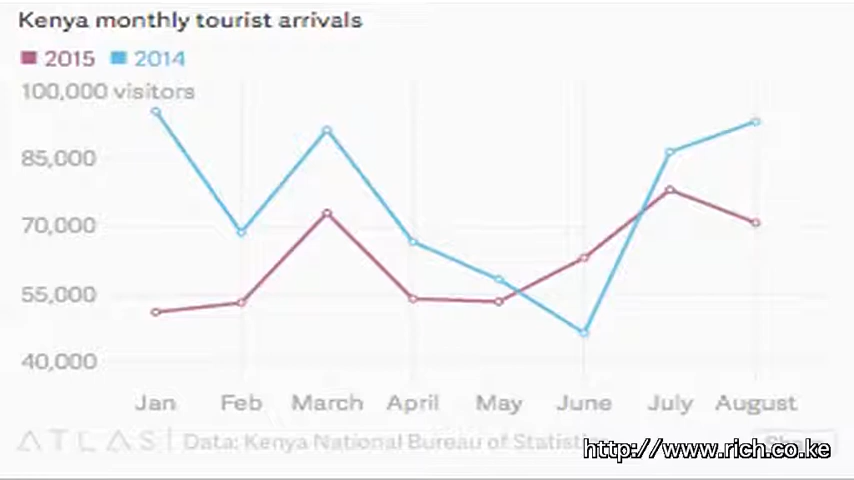 Kenya monthly tourist arrivals
2015 2014
100,000 visitors
85,000
70,000
55,000
40,000
Jan Feb March April May June July August
ATLAS Data: Kenya National Bureau of
http://www.rich.co.ke